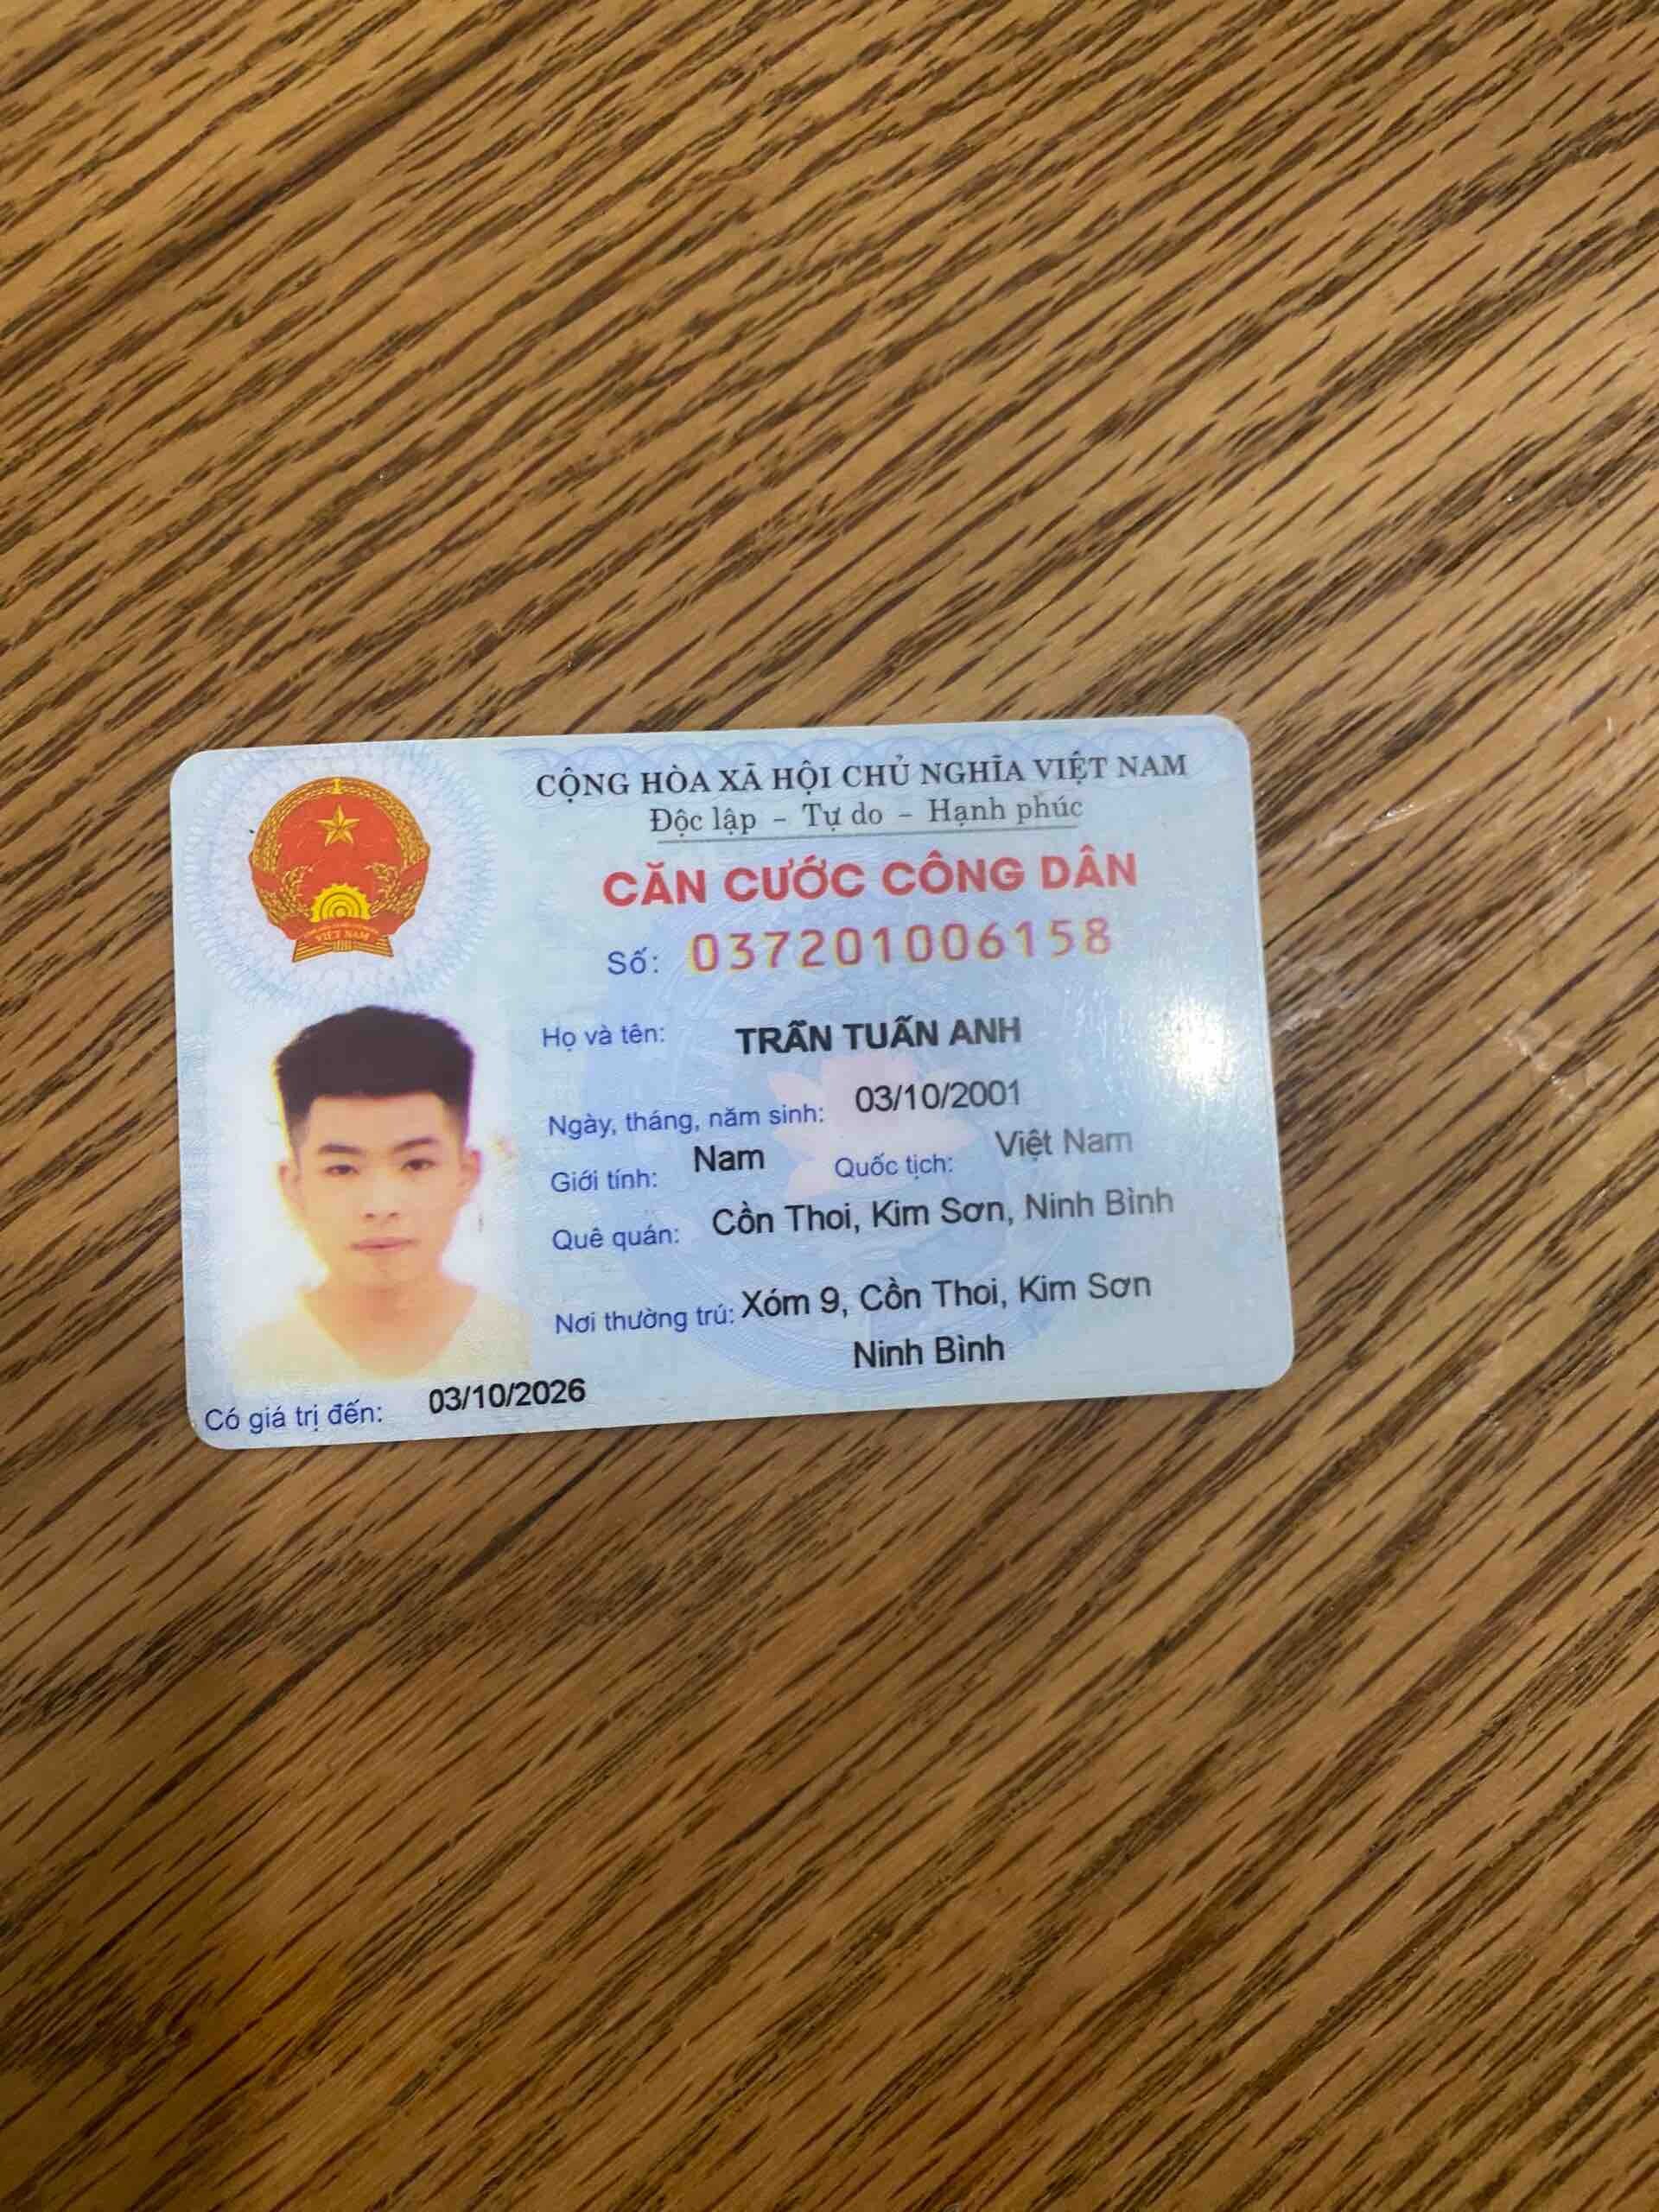 CỘNG HÒA XÃ HỘI CHỦ NGHĨA VIỆT NAM
Độc lập - Tự do - Hạnh phúc
CĂN CƯỚC CÔNG DÂN
Số: 037201006158
Họ và tên: TRẦN TUẤN ANH
Ngày, tháng, năm sinh: 03/10/2001
Giới tính: Nam Quốc tịch: Việt Nam
Quê quán: Cồn Thoi, Kim Sơn, Ninh Bình
Nơi thường trú: Xóm 9, Cồn Thoi, Kim Sơn
Ninh Bình
Có giá trị đến: 03/10/2026
VIỆT NAM